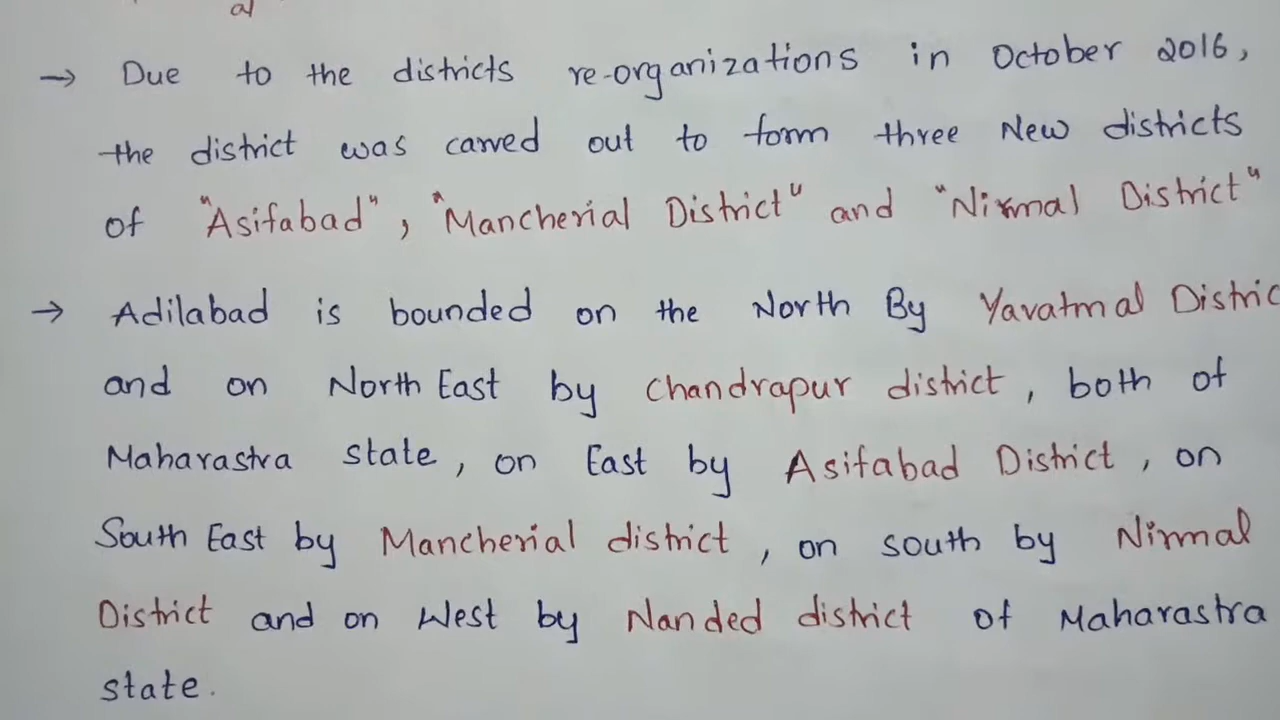 al
→ Due to the districts re-organizations in October 2016,
the district was carved out to form three New districts
of "Asifabad", "Mancherial District" and "Nirmal District"
→ Adilabad is bounded on the North By Yavatmal Distric
and on North East by Chandrapur district, both of
Maharastra state, on East by Asifabad District, on
South East by Mancherial district, on south by Nirmal
District and on West by Nanded district of Maharastra
state.